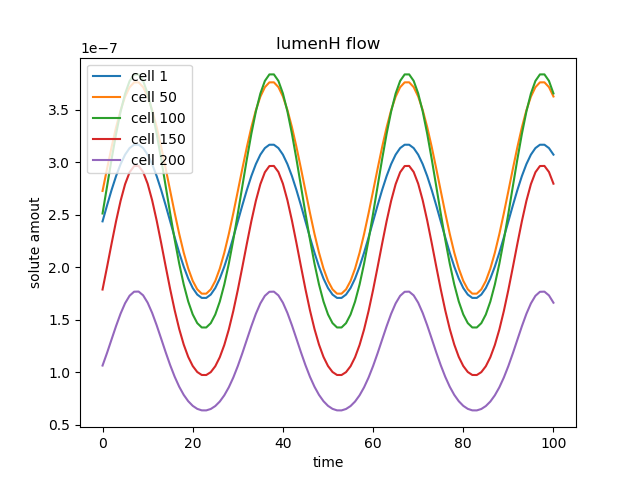 lumenH flow
1e−7
cell 1
cell 50
cell 100
cell 150
cell 200
3.5
3.0
2.5
2.0
1.5
1.0
0.5
solute amout
0 20 40 60 80 100
time